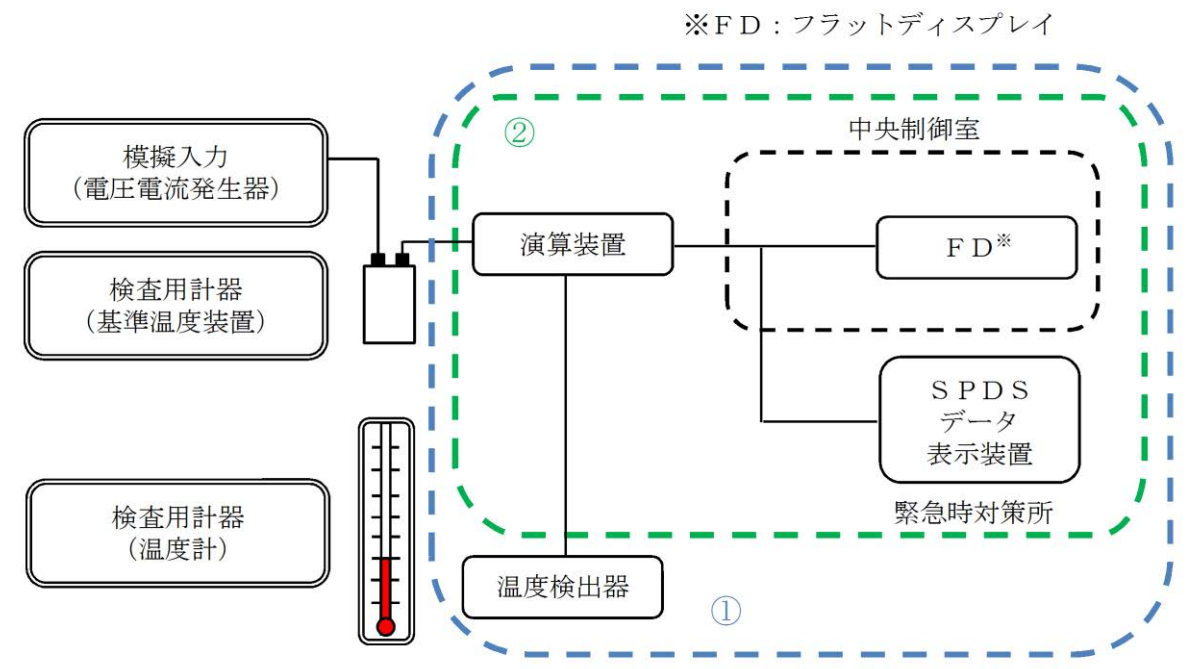 ※ＦＤ：フラットディスプレイ
②
中央制御室
模擬入力
（電圧電流発生器）
演算装置
ＦＤ※
検査用計器
（基準温度装置）
ＳＰＤＳ
データ
表示装置
緊急時対策所
検査用計器
（温度計）
温度検出器
①